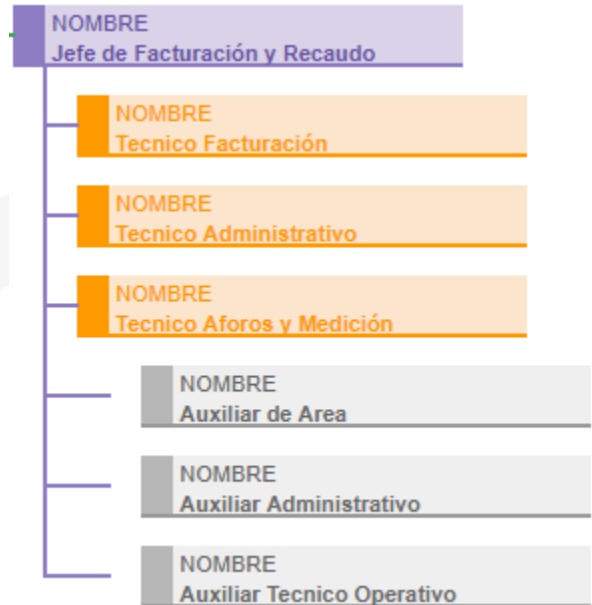 NOMBRE
Jefe de Facturación y Recaudo
NOMBRE
Tecnico Facturación
NOMBRE
Tecnico Administrativo
NOMBRE
Tecnico Aforos y Medición
NOMBRE
Auxiliar de Area
NOMBRE
Auxiliar Administrativo
NOMBRE
Auxiliar Tecnico Operativo